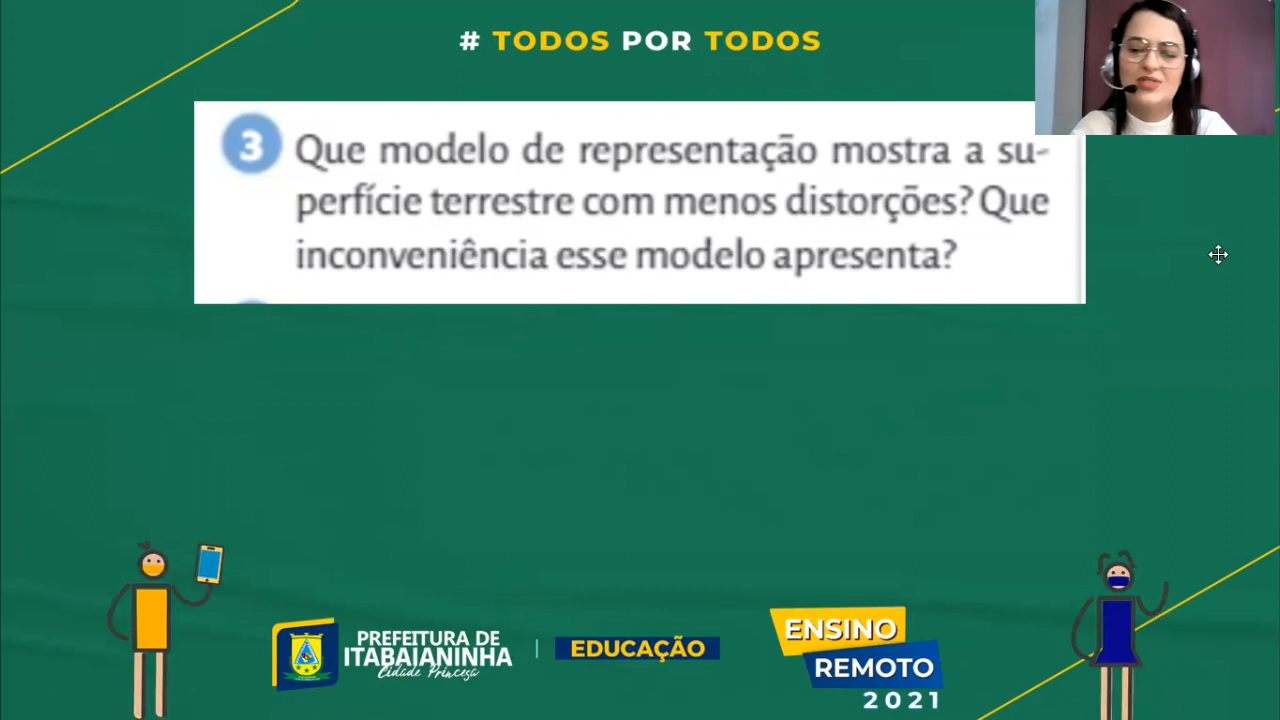 # TODOS POR TODOS
3 Que modelo de representação mostra a su-
perfície terrestre com menos distorções? Que
inconveniência esse modelo apresenta?
PREFEITURA DE
ITABAIANINHA
Cidade Princesa
EDUCAÇÃO
ENSINO
REMOTO
2021